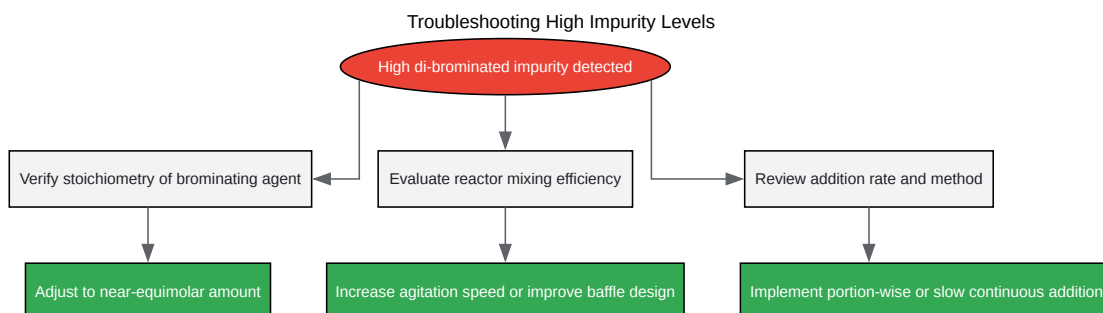 Troubleshooting High Impurity Levels
High di-brominated impurity detected
Verify stoichiometry of brominating agent
Evaluate reactor mixing efficiency
Review addition rate and method
Adjust to near-equimolar amount
Increase agitation speed or improve baffle design
Implement portion-wise or slow continuous addition